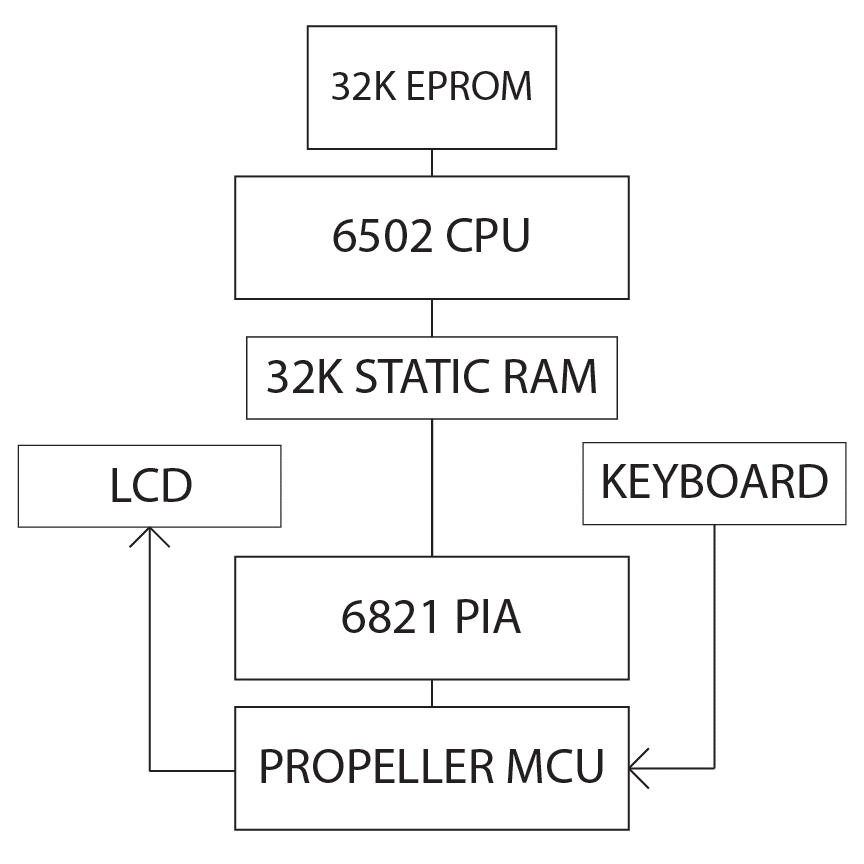 32K EPROM
6502 CPU
32K STATIC RAM
LCD
KEYBOARD
6821 PIA
PROPELLER MCU